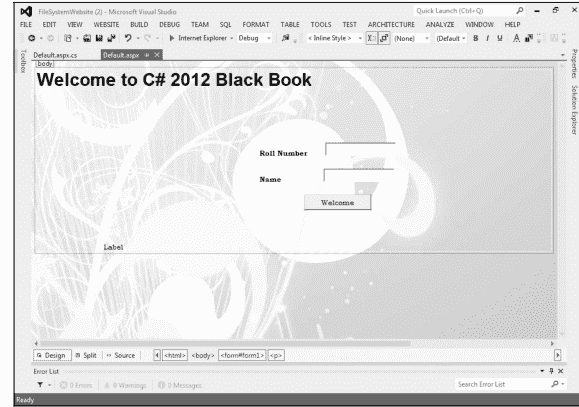 FileSystemWebsite (2) - Microsoft Visual Studio
Quick Launch (Ctrl+Q)
FILE EDIT VIEW WEBSITE BUILD DEBUG TEAM SQL FORMAT TABLE TOOLS TEST ARCHITECTURE ANALYZE WINDOW HELP
Internet Explorer Debug < Inline Style > (None) (Default B I U A
Default.aspx.cs Default.aspx
Toolbox
Properties
Solution Explorer
body
Welcome to C# 2012 Black Book
Roll Number
Name
Welcome
Label
Design Split Source <html> <body> <form#form1> <p>
Error List
0 Errors 0 Warnings 0 Messages
Search Error List
Ready